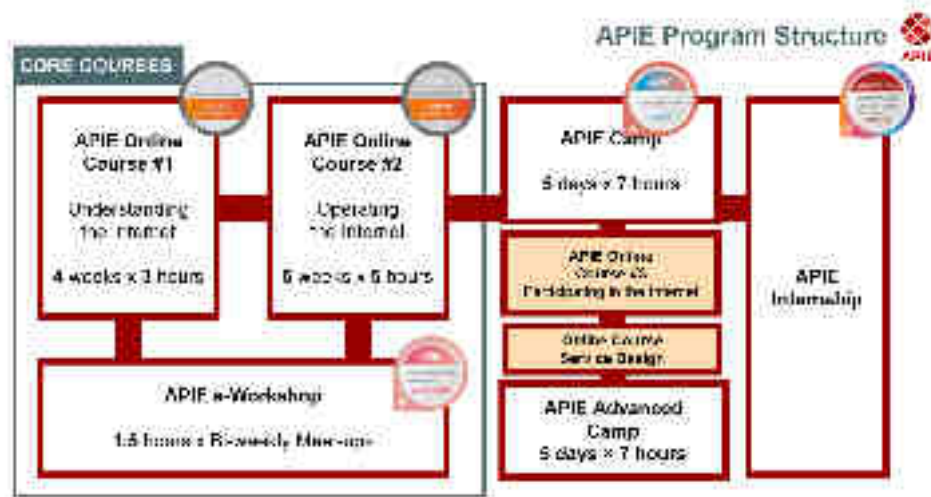 APIE Program Structure
APIE
CORE COURSES
APIE Online
Course #1
Understanding
the Internet
4 weeks x 3 hours
APIE Online
Course #2
Operating
the Internet
6 weeks x 6 hours
APIE e-Workshop
1.5 hours x Bi-weekly Meet-ups
APIE Camp
5 days x 7 hours
APIE Online
Course #3
Participating in the Internet
Online Course
Service Design
APIE Advanced
Camp
5 days × 7 hours
APIE
Internship